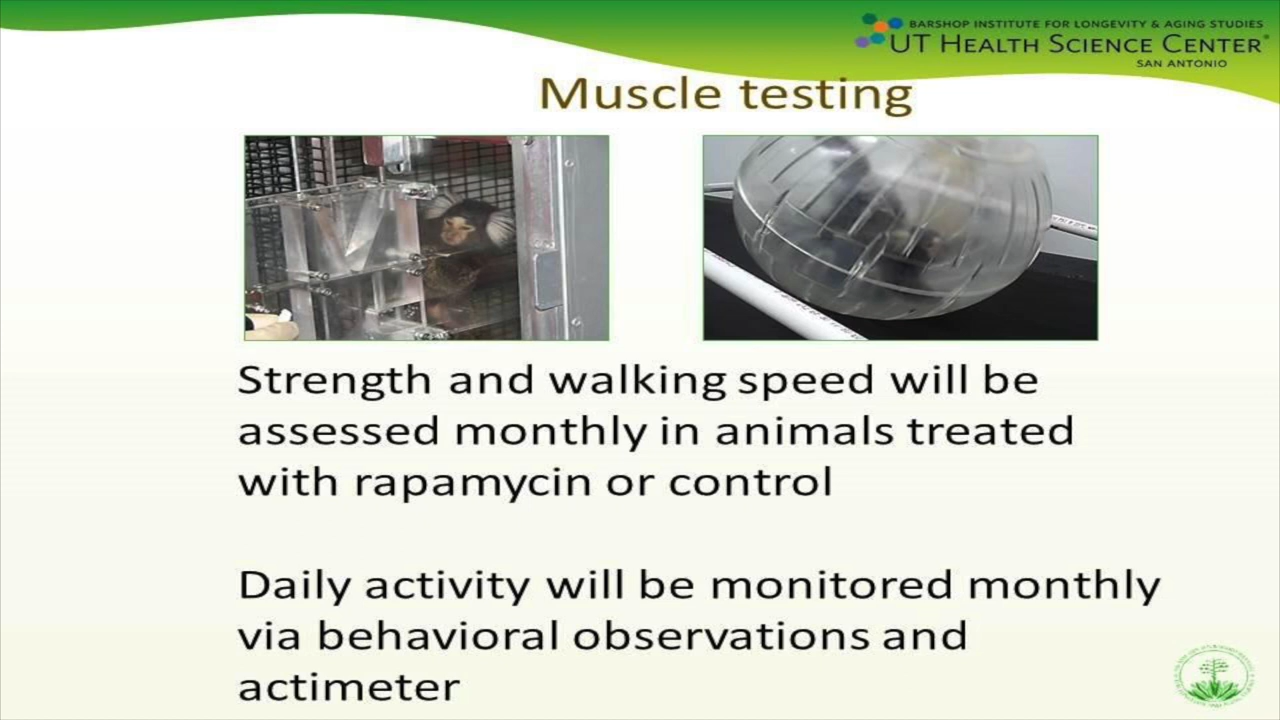 BARSHOP INSTITUTE FOR LONGEVITY & AGING STUDIES
UT HEALTH SCIENCE CENTER®
SAN ANTONIO
Muscle testing
Strength and walking speed will be
assessed monthly in animals treated
with rapamycin or control
Daily activity will be monitored monthly
via behavioral observations and
actimeter